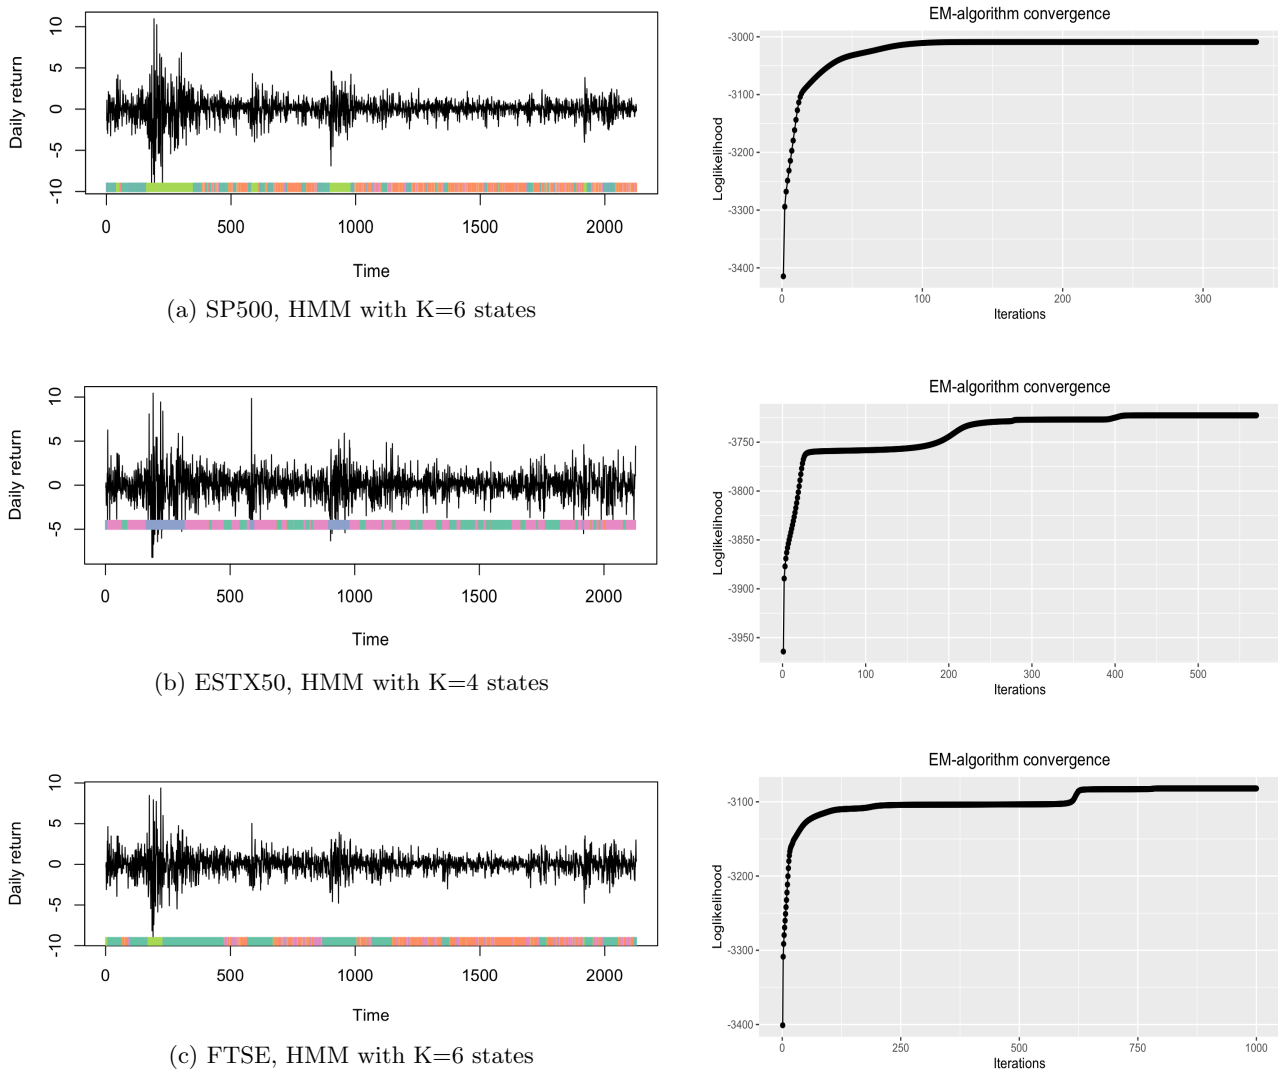 Daily return
10
5
0
-5
-10
0 500 1000 1500 2000
Time
(a) SP500, HMM with K=6 states
EM-algorithm convergence
Loglikelihood
-3000
-3100
-3200
-3300
-3400
0 100 200 300
Iterations
Daily return
10
5
0
-5
0 500 1000 1500 2000
Time
(b) ESTX50, HMM with K=4 states
EM-algorithm convergence
Loglikelihood
-3750
-3800
-3850
-3900
-3950
0 100 200 300 400 500
Iterations
Daily return
10
5
0
-5
-10
0 500 1000 1500 2000
Time
(c) FTSE, HMM with K=6 states
EM-algorithm convergence
Loglikelihood
-3100
-3200
-3300
-3400
0 250 500 750 1000
Iterations